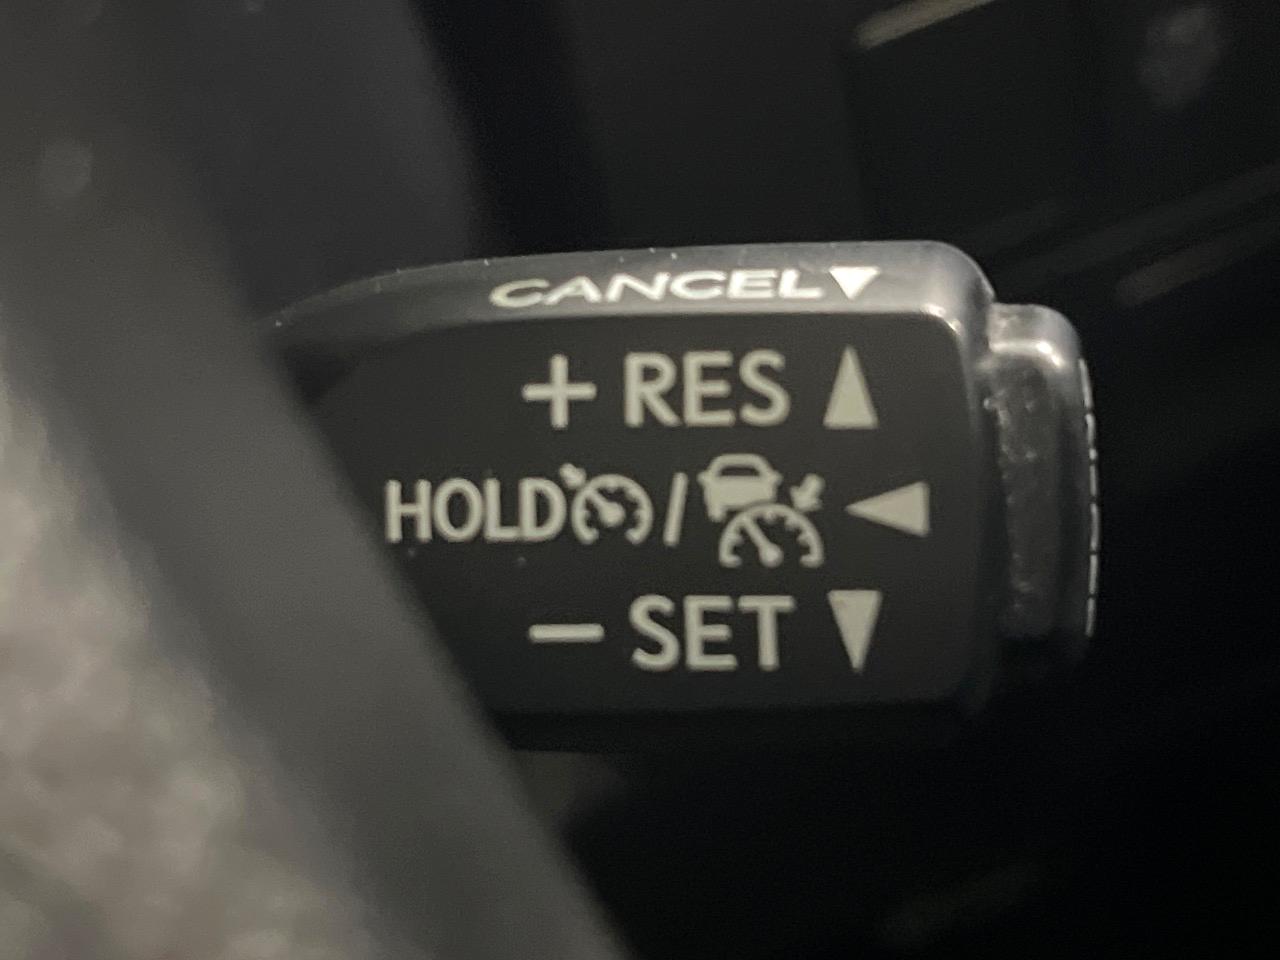 CANCEL▼
+ RES ▲
HOLD / ◀
− SET ▼